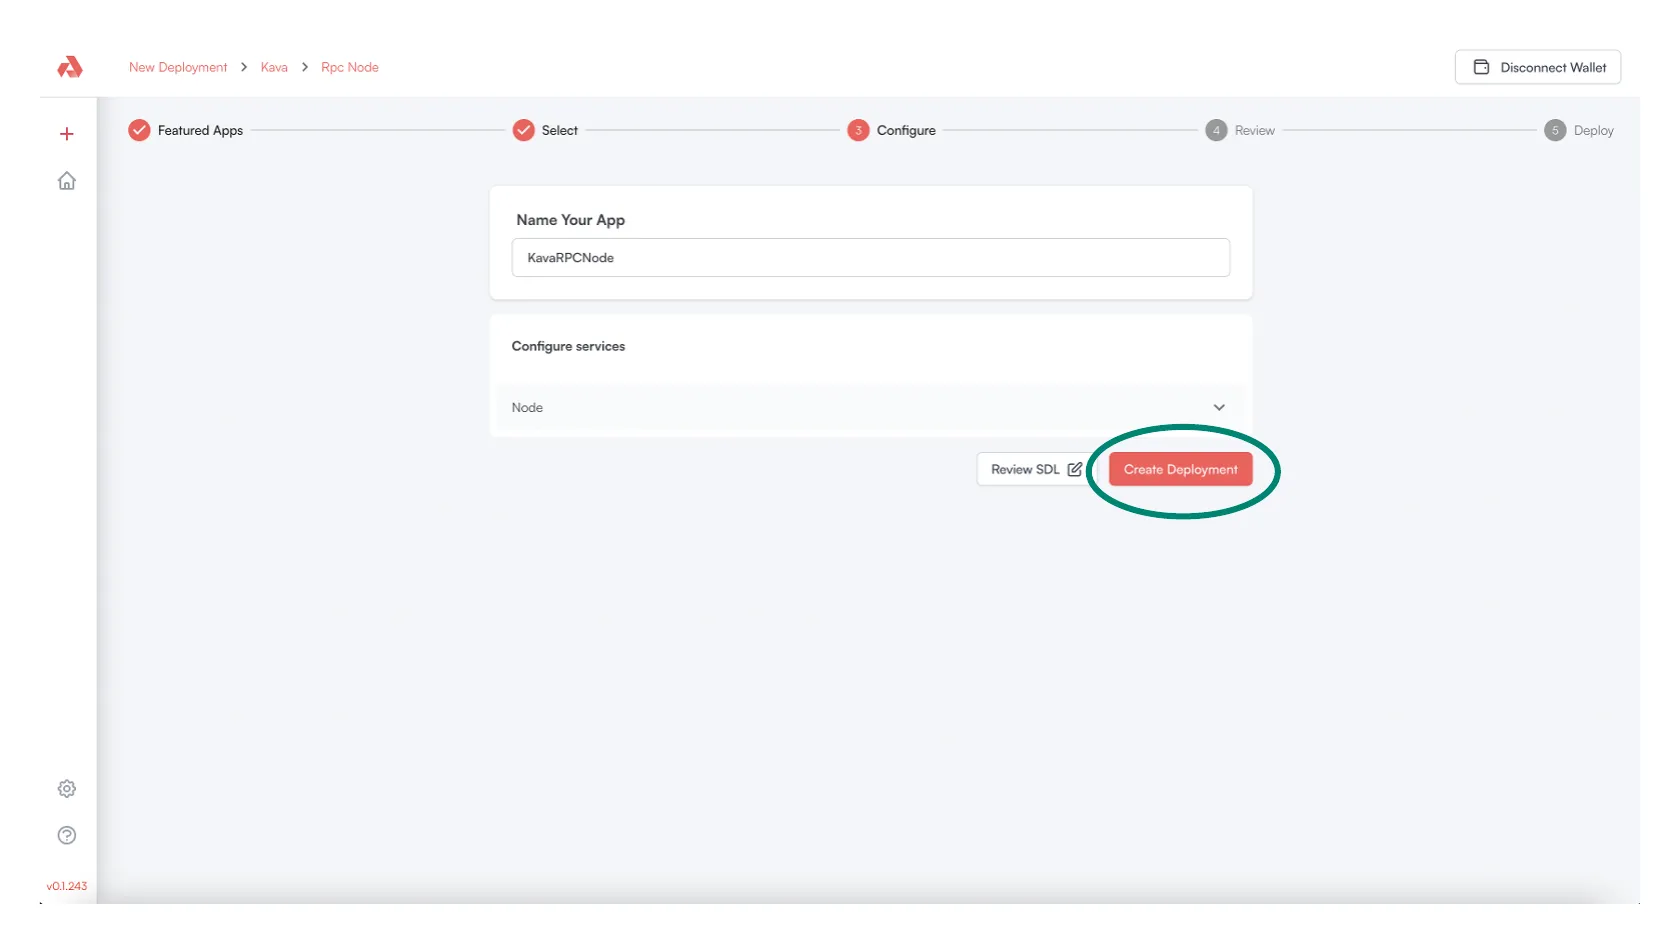 New Deployment > Kava > Rpc Node
Disconnect Wallet
Featured Apps
Select
3 Configure
4 Review
5 Deploy
Name Your App
KavaRPCNode
Configure services
Node
Review SDL
Create Deployment
v0.1.243